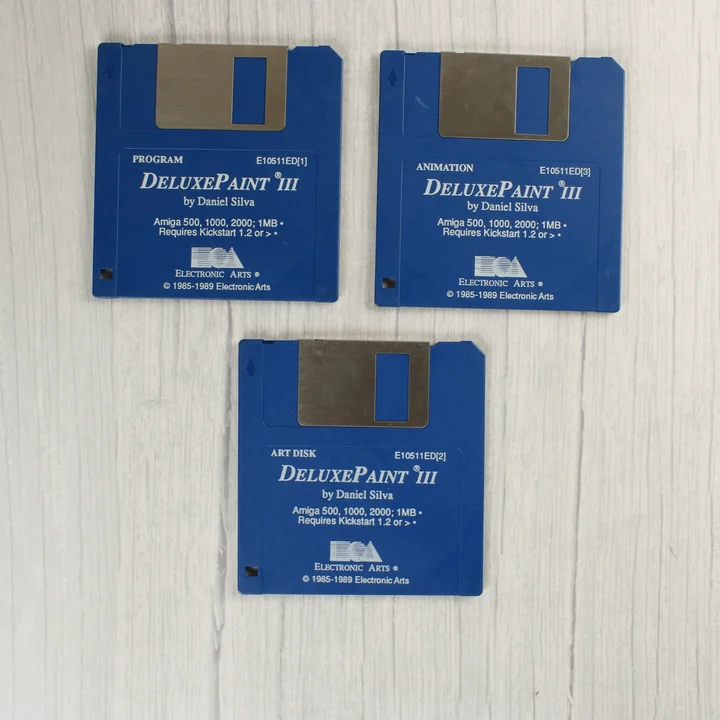 PROGRAM E10511ED[1]
DELUXEPAINT ® III
by Daniel Silva
Amiga 500, 1000, 2000; 1MB •
Requires Kickstart 1.2 or > •
EOA
ELECTRONIC ARTS ®
© 1985-1989 Electronic Arts
ANIMATION E10511ED[3]
DELUXEPAINT ® III
by Daniel Silva
Amiga 500, 1000, 2000; 1MB •
Requires Kickstart 1.2 or > •
EOA
ELECTRONIC ARTS ®
© 1985-1989 Electronic Arts
ART DISK E10511ED[2]
DELUXEPAINT ® III
by Daniel Silva
Amiga 500, 1000, 2000; 1MB •
Requires Kickstart 1.2 or > •
EOA
ELECTRONIC ARTS ®
© 1985-1989 Electronic Arts